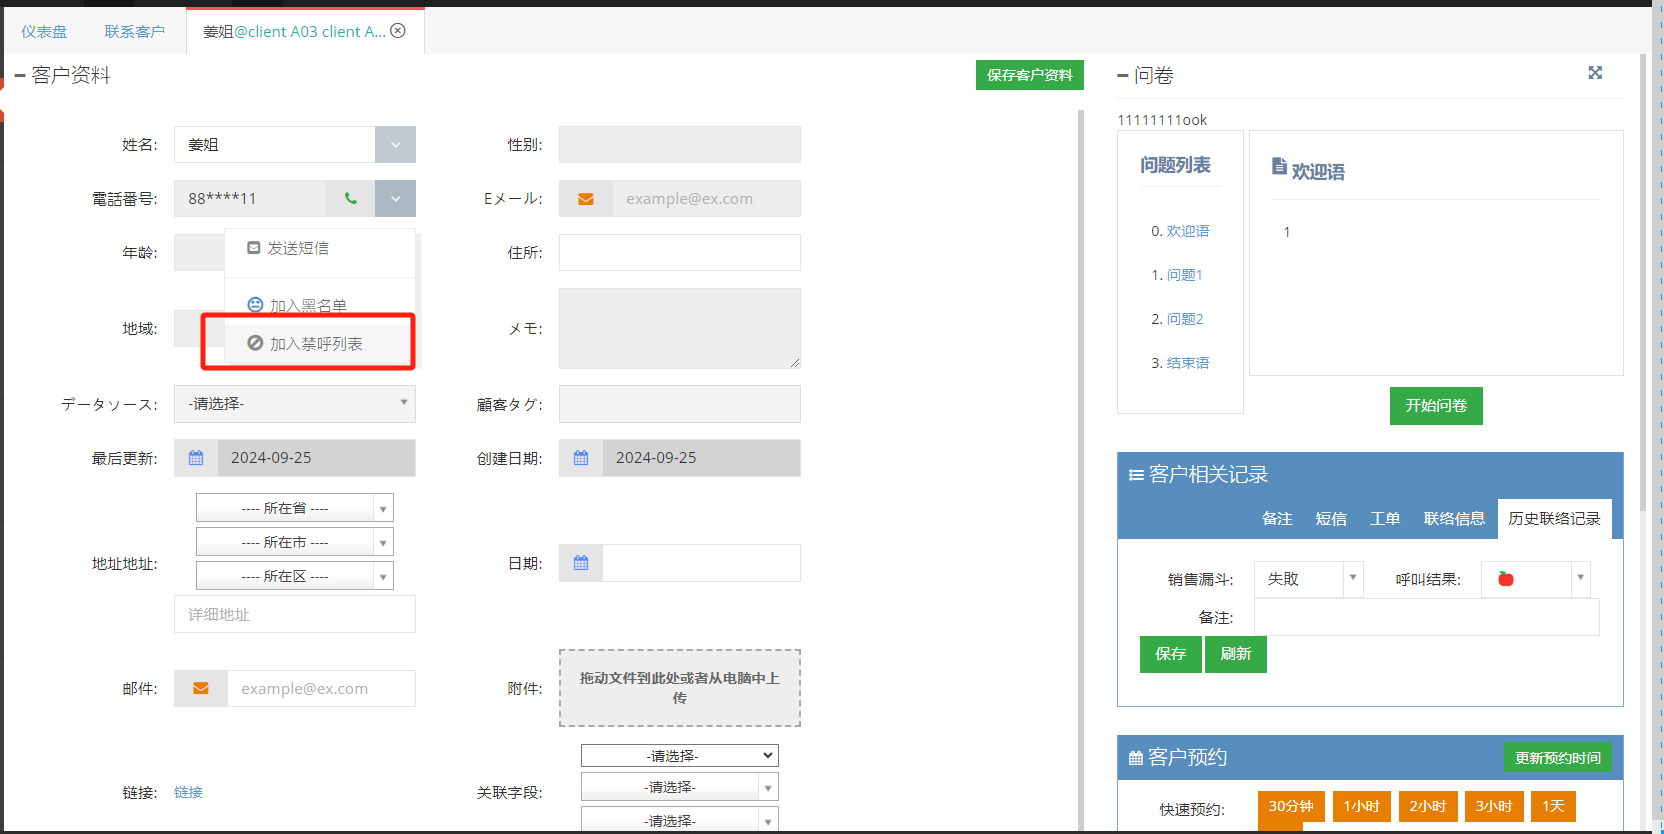 仪表盘
联系客户
姜姐@client A03 client A...
客户资料
保存客户资料
姓名:
姜姐
性别:
電話番号:
88****11
Eメール:
example@ex.com
年龄:
发送短信
住所:
加入黑名单
地域:
加入禁呼列表
メモ:
データソース:
-请选择-
顧客タグ:
最后更新:
2024-09-25
创建日期:
2024-09-25
地址地址:
---- 所在省 ----
---- 所在市 ----
---- 所在区 ----
详细地址
日期:
邮件:
example@ex.com
附件:
拖动文件到此处或者从电脑中上
传
链接:
链接
关联字段:
-请选择-
-请选择-
-请选择-
问卷
11111111ook
问题列表
0. 欢迎语
1. 问题1
2. 问题2
3. 结束语
欢迎语
1
开始问卷
客户相关记录
备注
短信
工单
联络信息
历史联络记录
销售漏斗:
失败
呼叫结果:
备注:
保存
刷新
客户预约
更新预约时间
快速预约:
30分钟
1小时
2小时
3小时
1天